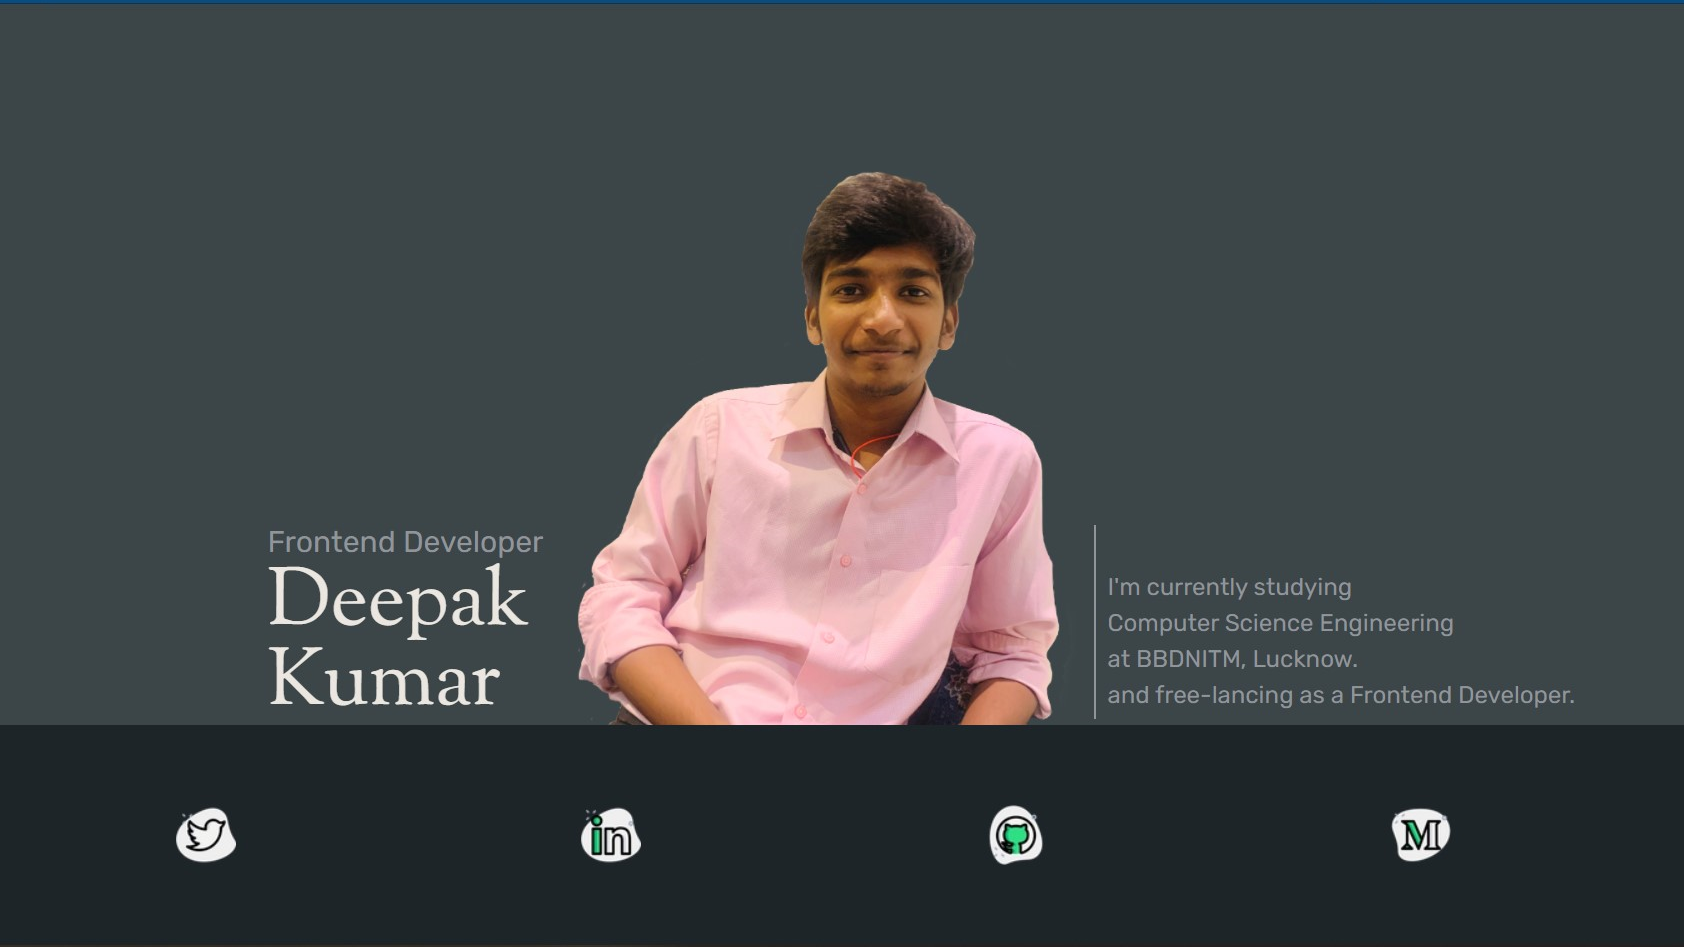 Frontend Developer
Deepak
Kumar
I'm currently studying
Computer Science Engineering
at BBDNITM, Lucknow.
and free-lancing as a Frontend Developer.
in
M